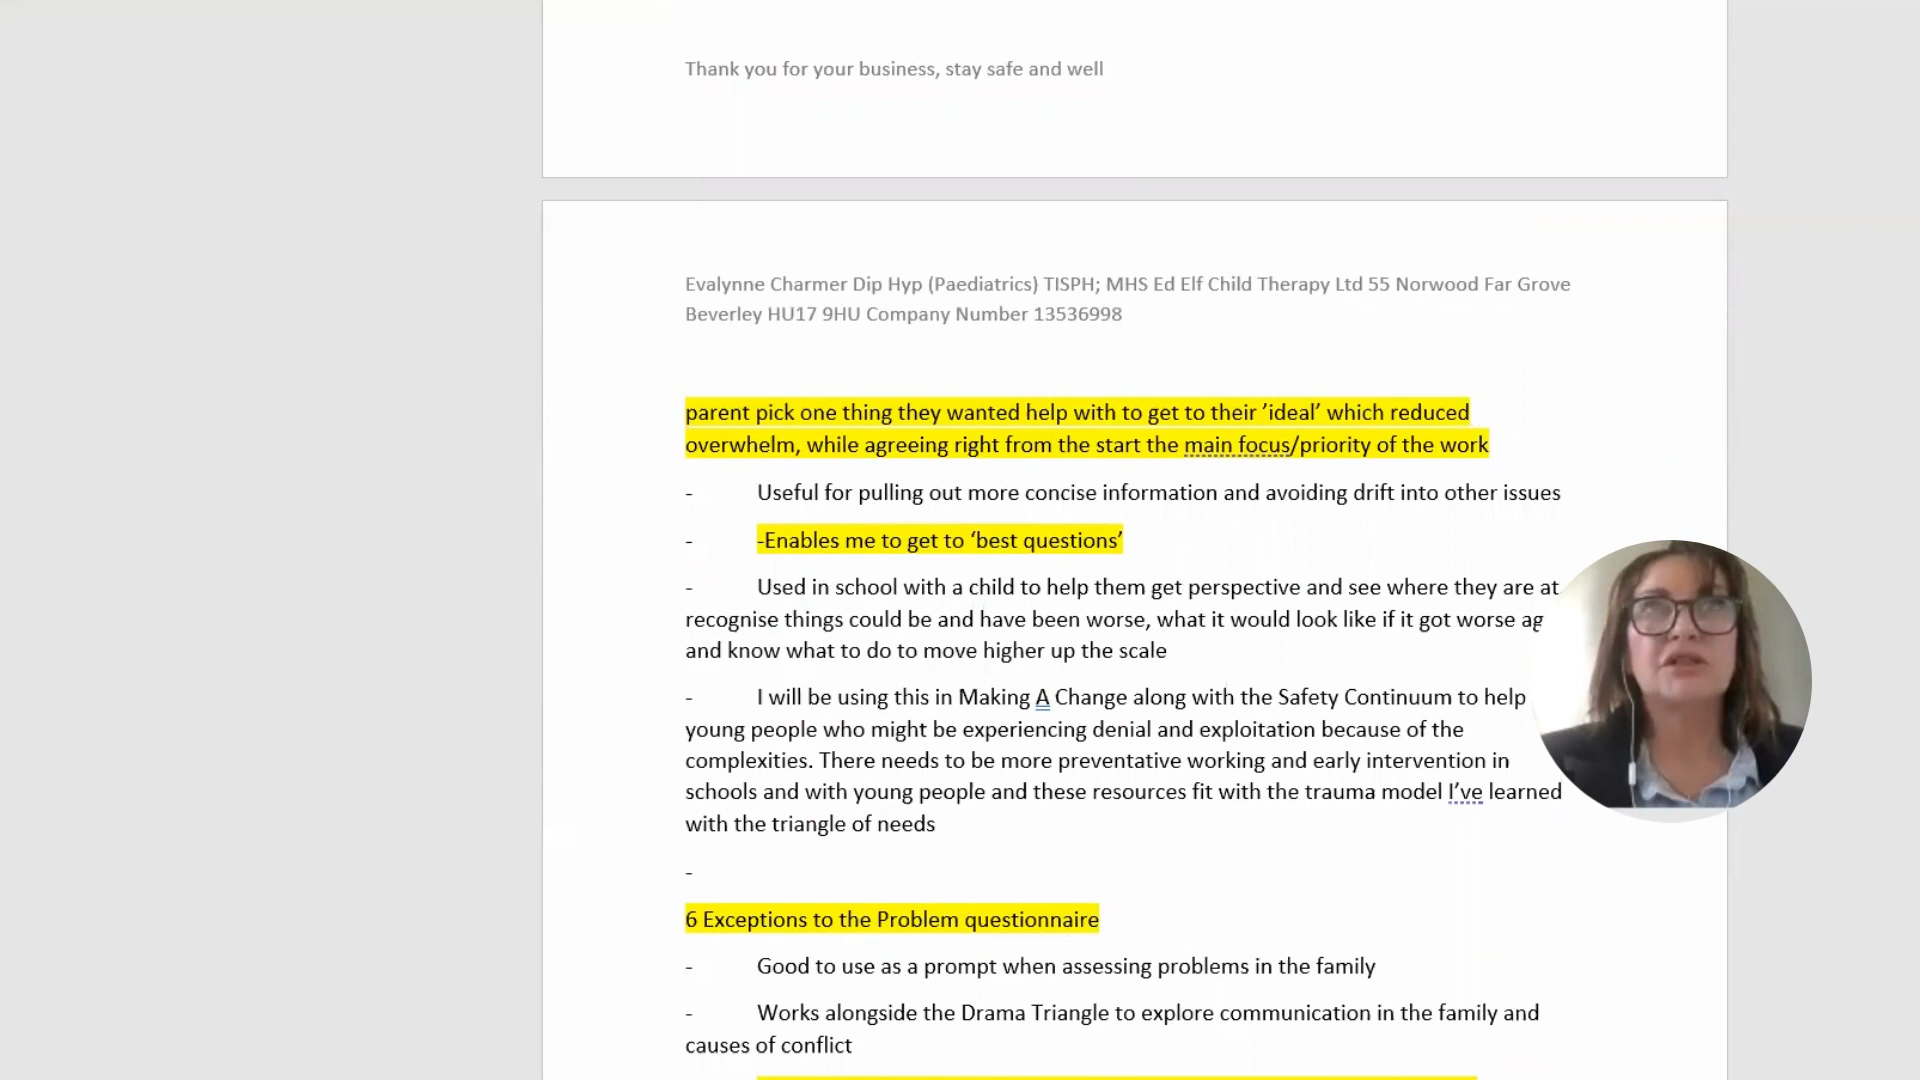 Thank you for your business, stay safe and well
Evalynne Charmer Dip Hyp (Paediatrics) TISPH; MHS Ed Elf Child Therapy Ltd 55 Norwood Far Grove
Beverley HU17 9HU Company Number 13536998
parent pick one thing they wanted help with to get to their ’ideal’ which reduced
overwhelm, while agreeing right from the start the main focus/priority of the work
- Useful for pulling out more concise information and avoiding drift into other issues
- -Enables me to get to ‘best questions’
- Used in school with a child to help them get perspective and see where they are at
recognise things could be and have been worse, what it would look like if it got worse
and know what to do to move higher up the scale
- I will be using this in Making A Change along with the Safety Continuum to help
young people who might be experiencing denial and exploitation because of the
complexities. There needs to be more preventative working and early intervention in
schools and with young people and these resources fit with the trauma model I’ve learned
with the triangle of needs
-
6 Exceptions to the Problem questionnaire
- Good to use as a prompt when assessing problems in the family
- Works alongside the Drama Triangle to explore communication in the family and
causes of conflict